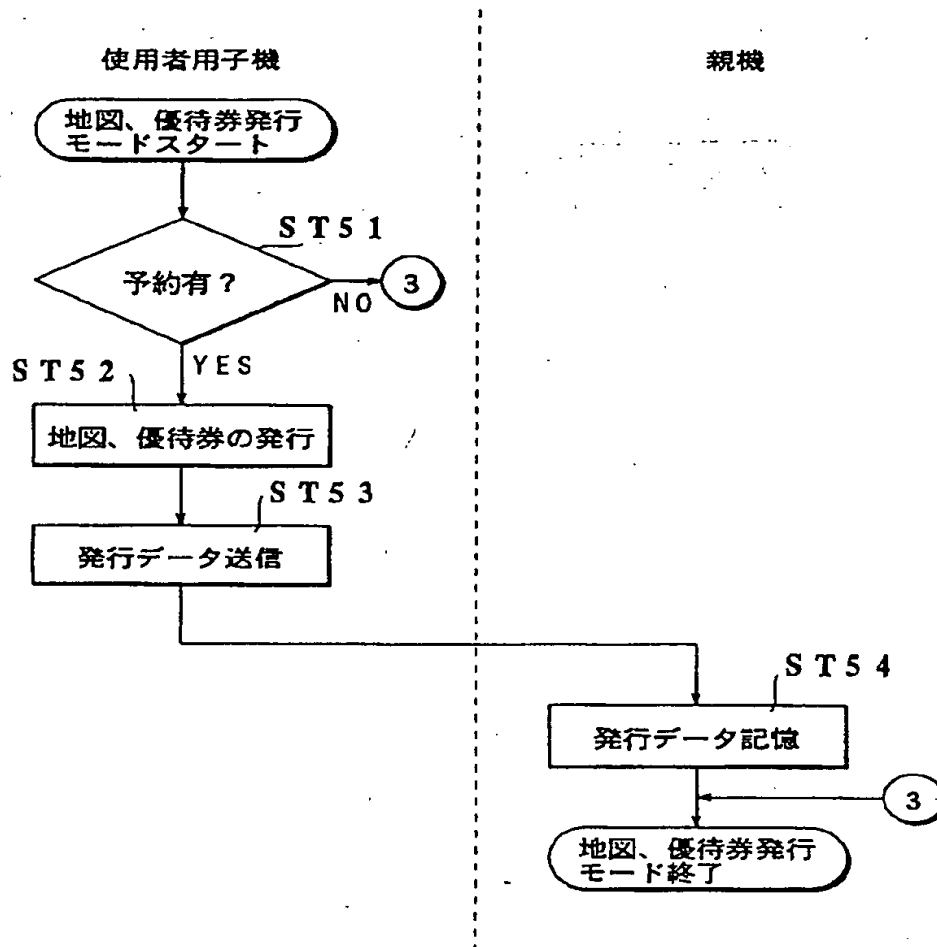 使用者用子機
親機
地図、優待券発行
モードスタート
ST51
予約有?
NO
3
YES
ST52
地図、優待券の発行
ST53
発行データ送信
ST54
発行データ記憶
3
地図、優待券発行
モード終了